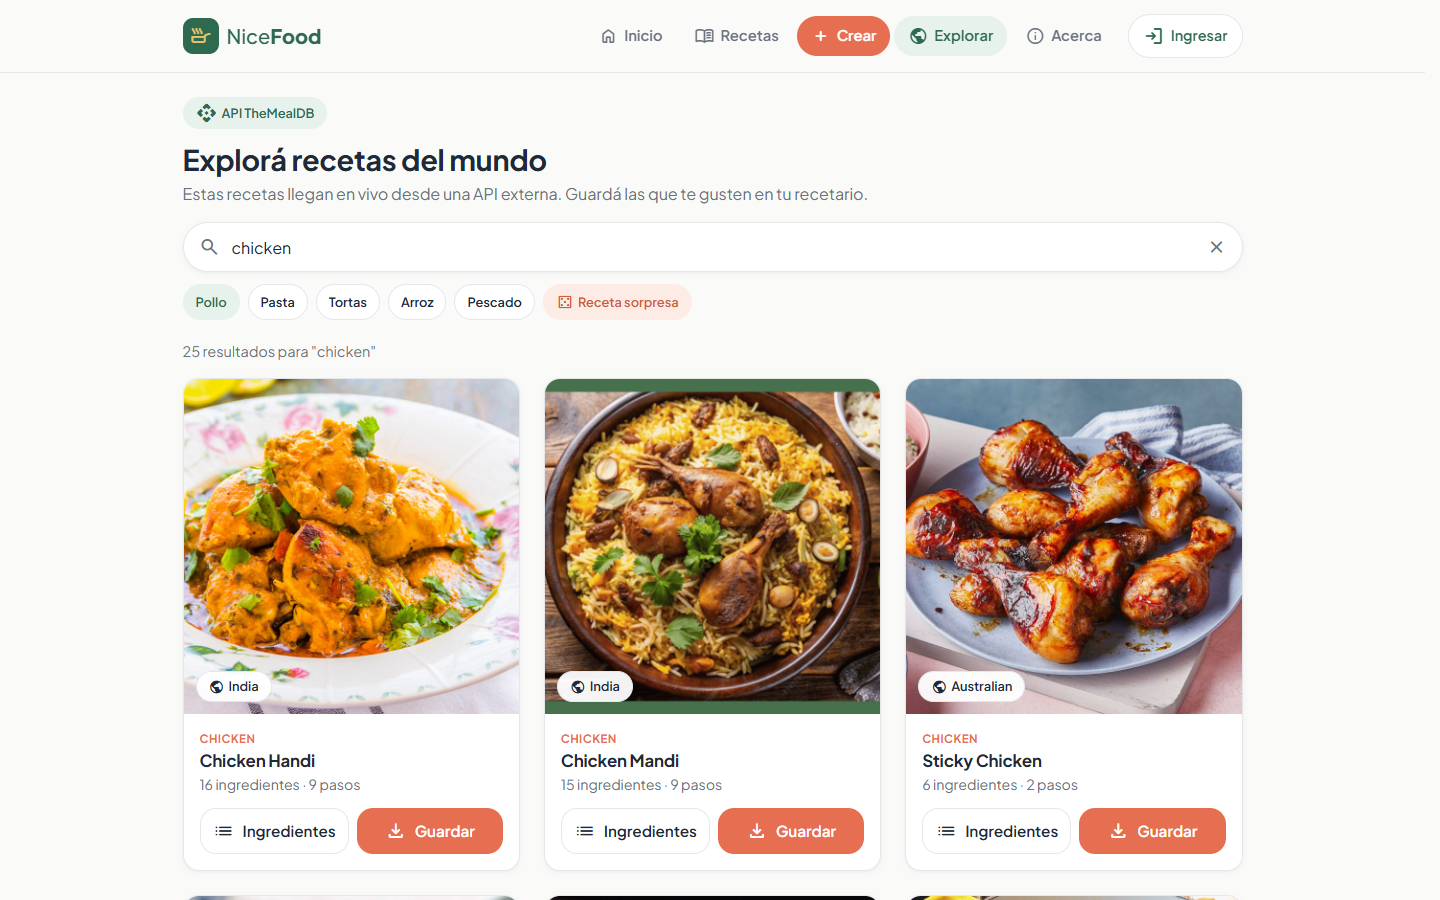 NiceFood
Inicio
Recetas
Crear
Explorar
Acerca
Ingresar
API TheMealDB
Explorá recetas del mundo
Estas recetas llegan en vivo desde una API externa. Guardá las que te gusten en tu recetario.
chicken
Pollo
Pasta
Tortas
Arroz
Pescado
Receta sorpresa
25 resultados para "chicken"
India
India
Australian
CHICKEN
Chicken Handi
16 ingredientes · 9 pasos
Ingredientes
Guardar
CHICKEN
Chicken Mandi
15 ingredientes · 9 pasos
Ingredientes
Guardar
CHICKEN
Sticky Chicken
6 ingredientes · 2 pasos
Ingredientes
Guardar